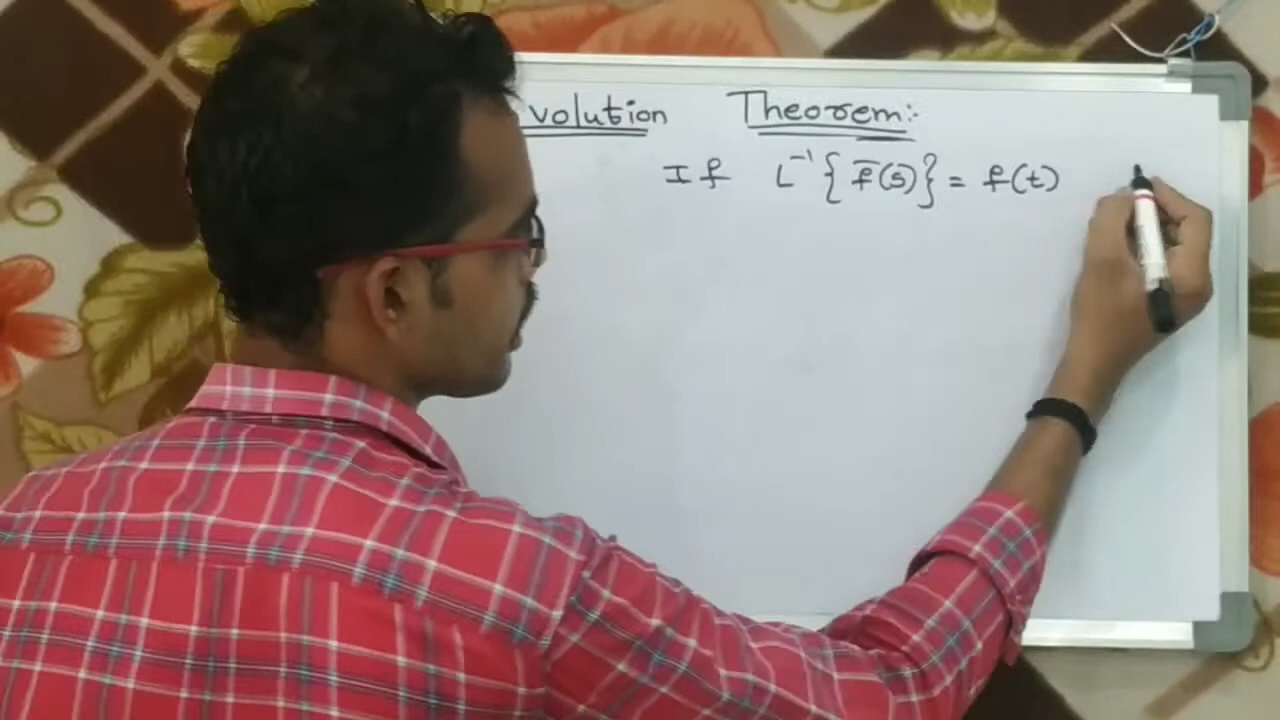 volution Theorem:-
If L⁻¹{f̅(s)} = f(t)